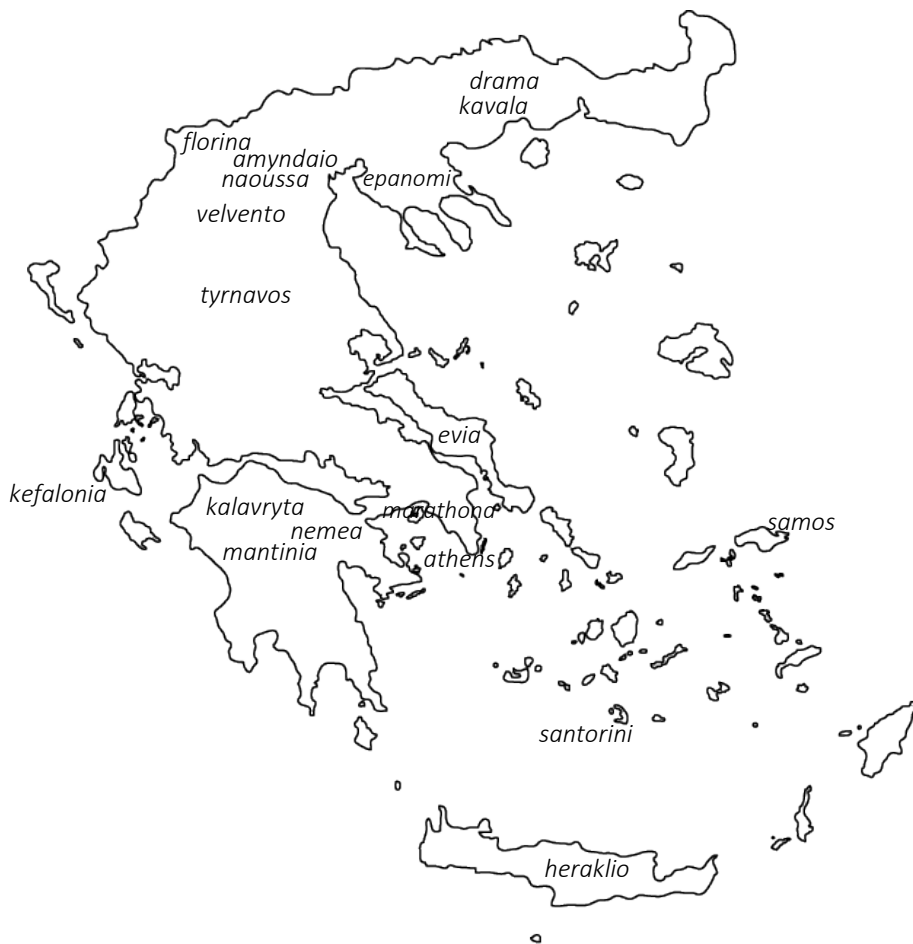 drama
kavala
florina
amyndaio
naoussa
epanomi
velvento
tyrnavos
evia
kefalonia
kalavryta
marathona
nemea
samos
mantinia
athens
santorini
heraklio